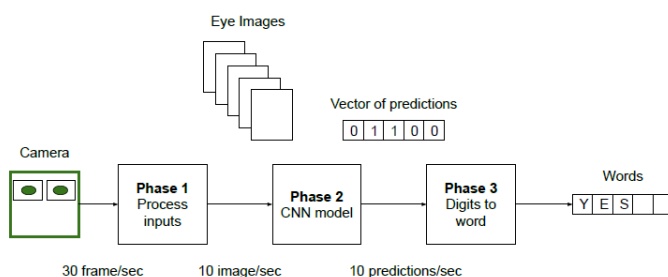 Eye Images
Vector of predictions
0 1 1 0 0
Camera
Words
Phase 1
Process
inputs
Phase 2
CNN model
Phase 3
Digits to
word
Y E S
30 frame/sec
10 image/sec
10 predictions/sec